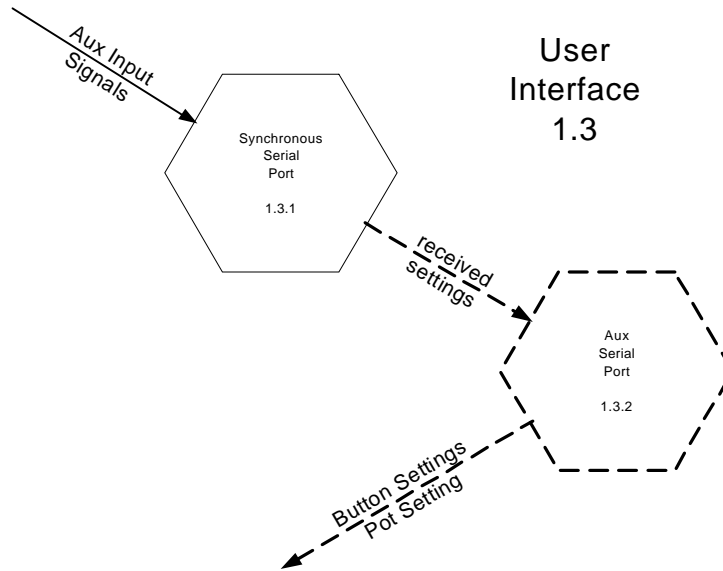 Aux Input
Signals
User
Interface
1.3
Synchronous
Serial
Port
1.3.1
received
settings
Aux
Serial
Port
1.3.2
Button Settings
Pot Setting